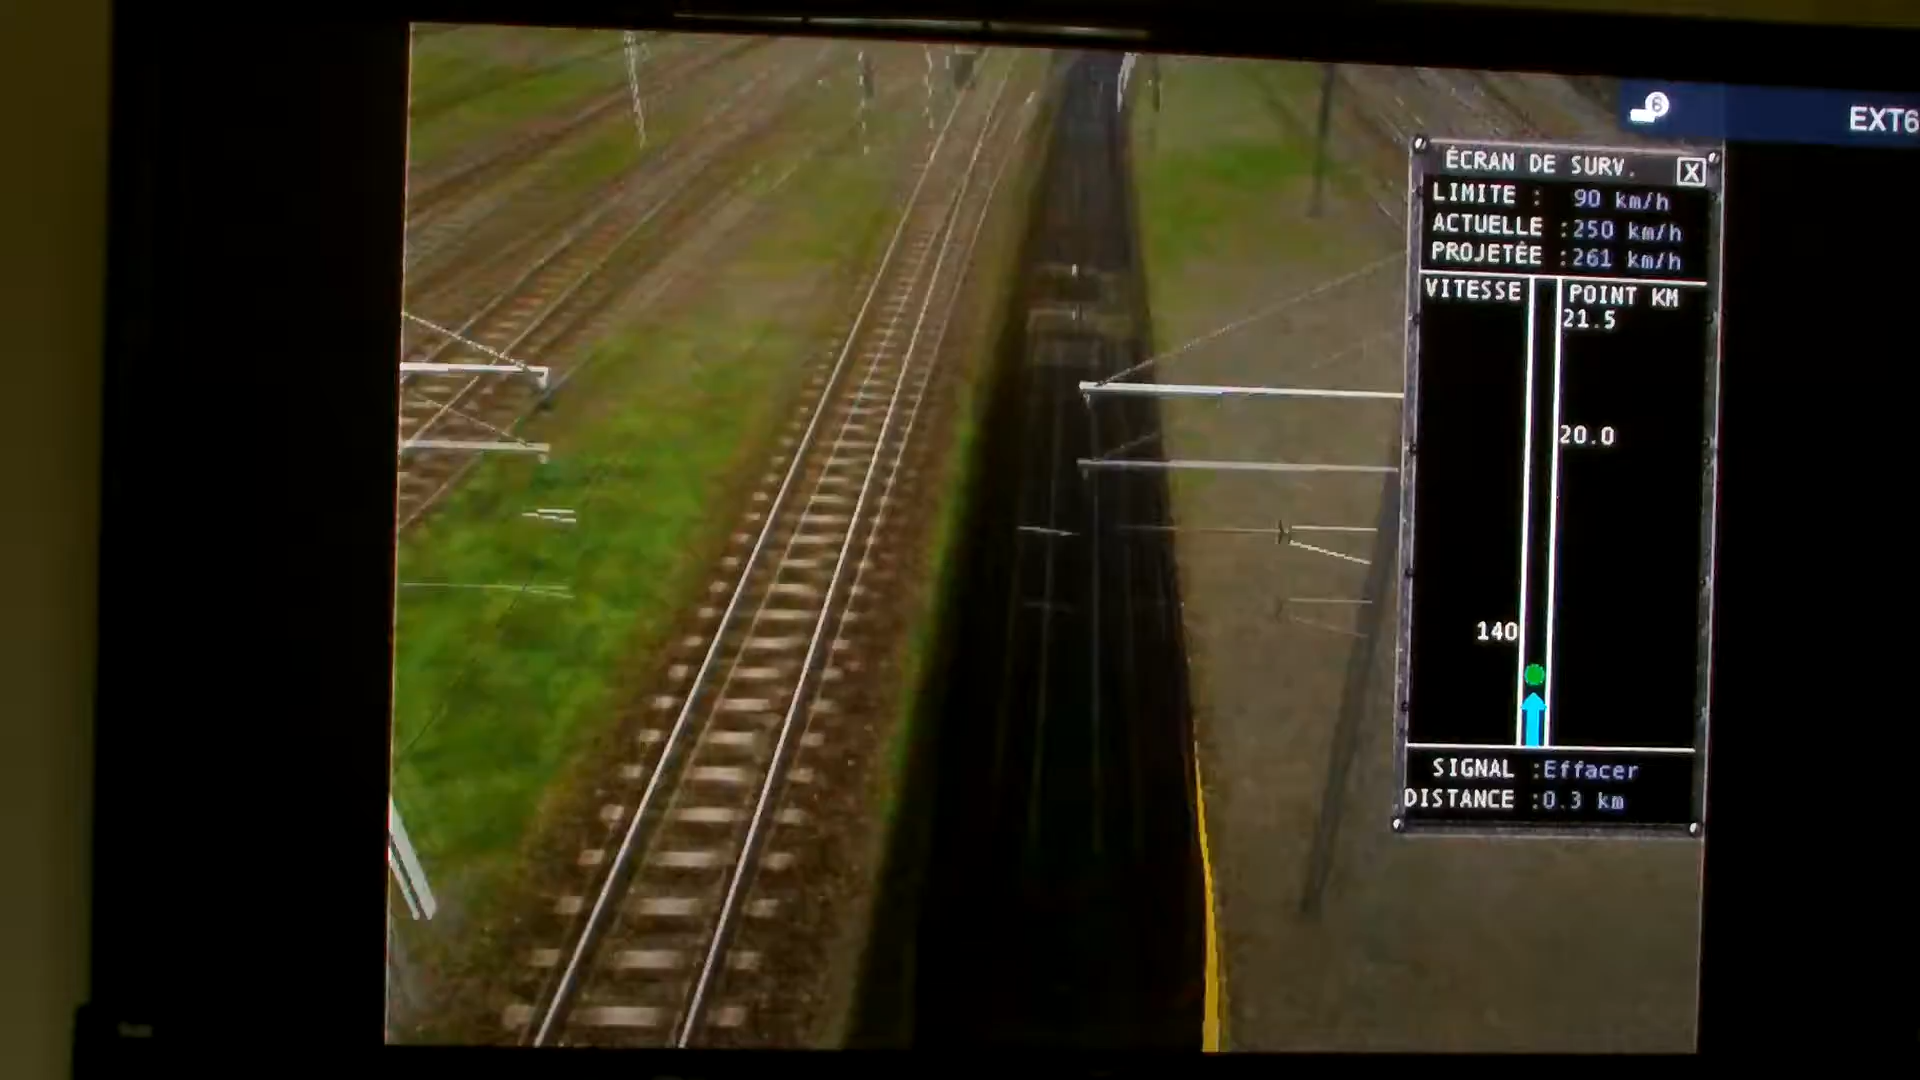 6
EXT6
ÉCRAN DE SURV.
X
LIMITE : 90 km/h
ACTUELLE :250 km/h
PROJETÉE :261 km/h
VITESSE
POINT KM
21.5
20.0
140
SIGNAL :Effacer
DISTANCE :0.3 km